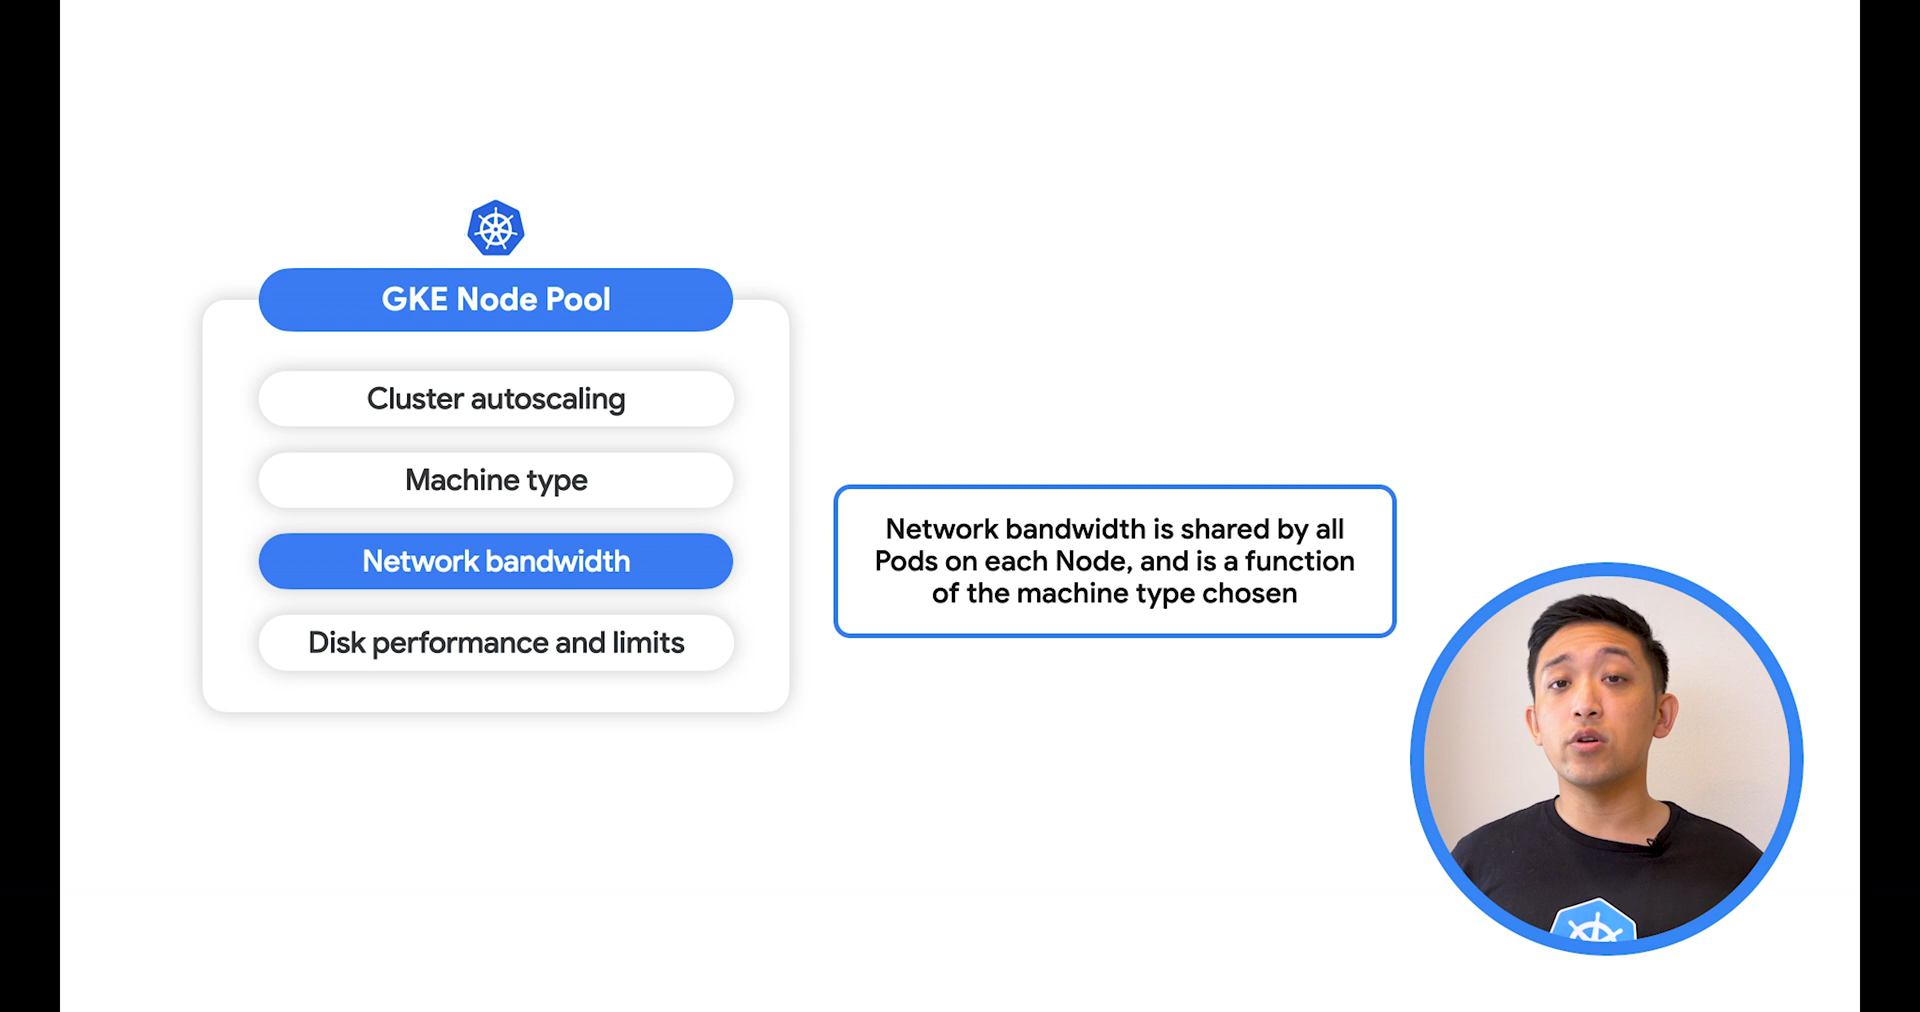 GKE Node Pool
Cluster autoscaling
Machine type
Network bandwidth
Disk performance and limits
Network bandwidth is shared by all
Pods on each Node, and is a function
of the machine type chosen